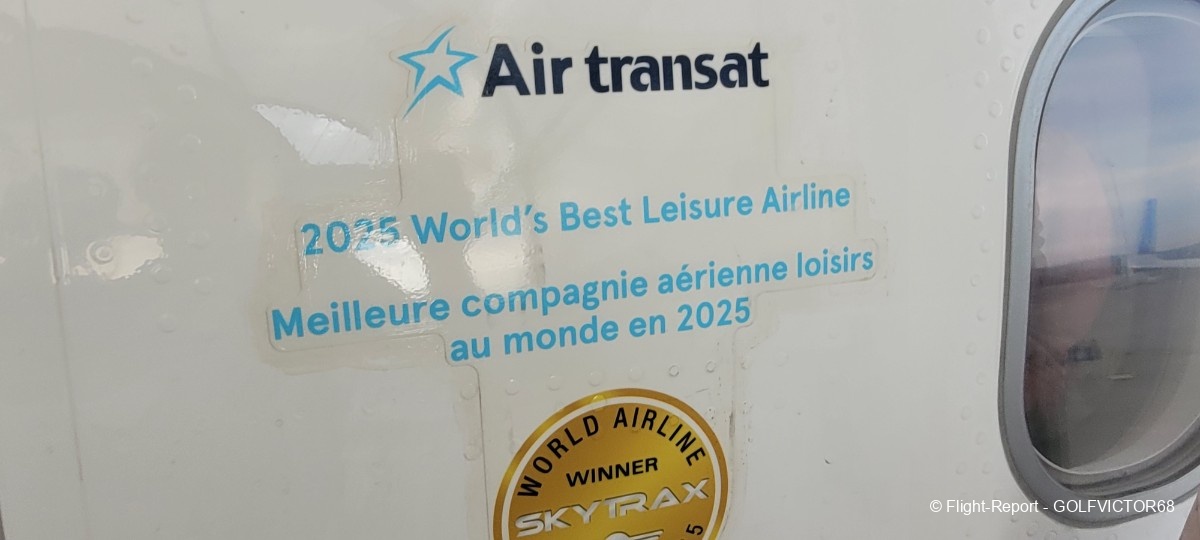 Air transat
2025 World's Best Leisure Airline
Meilleure compagnie aérienne loisirs
au monde en 2025
WORLD AIRLINE
WINNER
SKYTRAX
© Flight-Report - GOLFVICTOR68